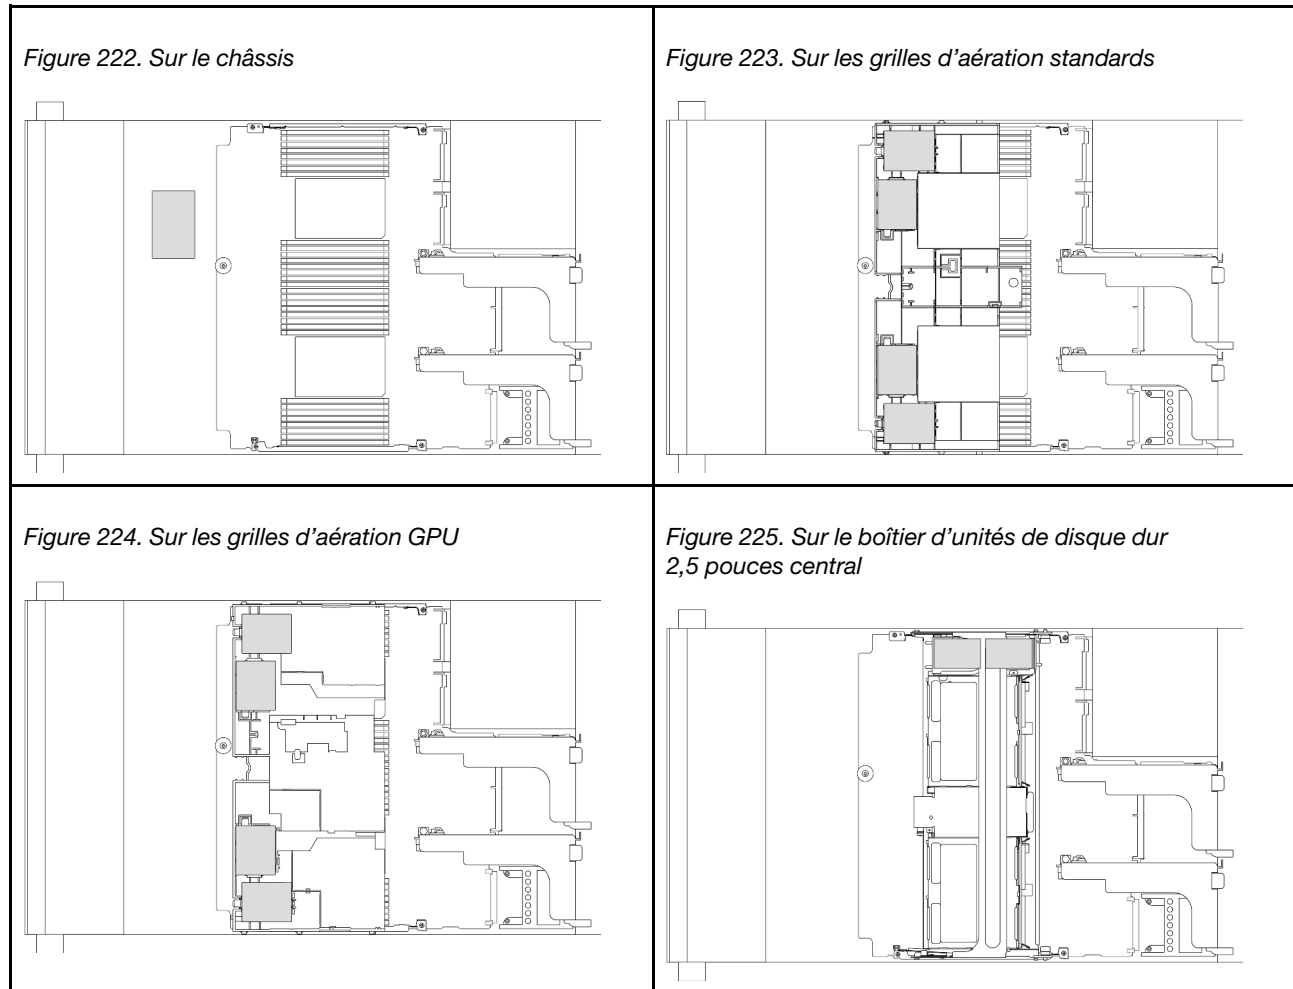 Figure 222. Sur le châssis
Figure 223. Sur les grilles d'aération standards
Figure 224. Sur les grilles d'aération GPU
Figure 225. Sur le boîtier d'unités de disque dur
2,5 pouces central